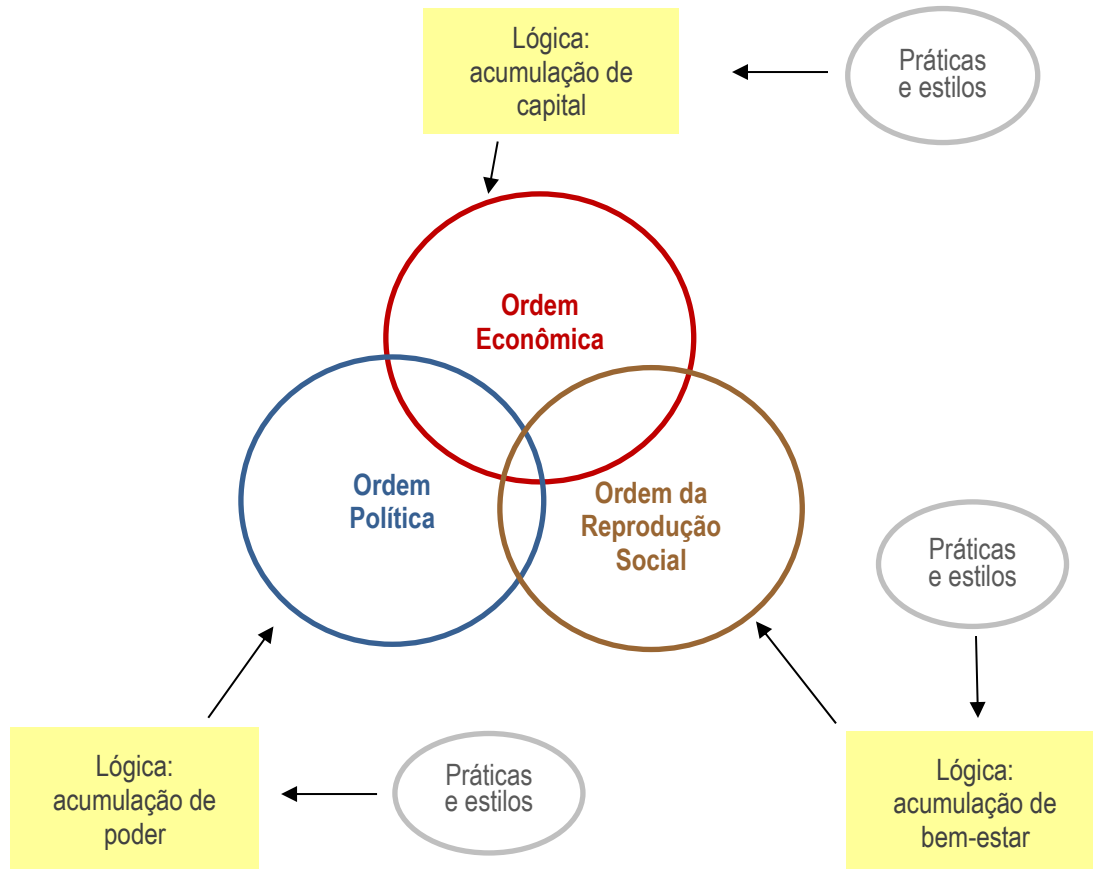 Lógica:
acumulação de
capital
Práticas
e estilos
Ordem
Econômica
Ordem
Política
Ordem da
Reprodução
Social
Práticas
e estilos
Lógica:
acumulação de
poder
Práticas
e estilos
Lógica:
acumulação de
bem-estar